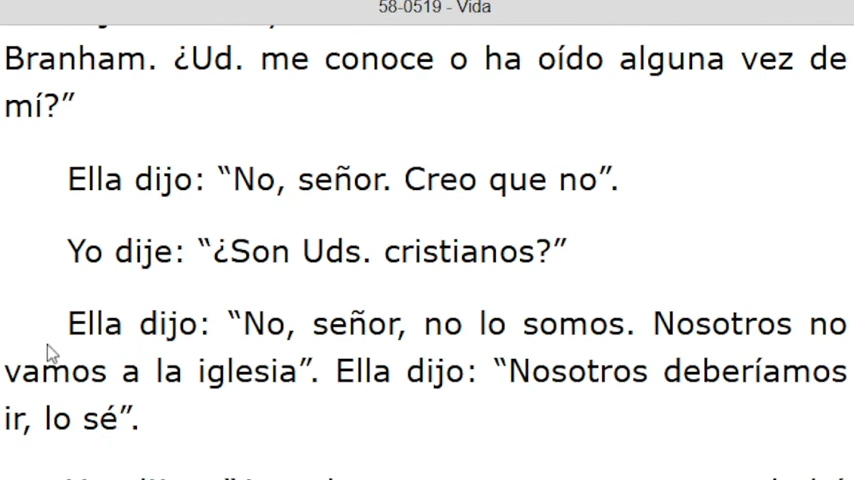 58-0519 - Vida
Branham. ¿Ud. me conoce o ha oído alguna vez de
mí?”
Ella dijo: “No, señor. Creo que no”.
Yo dije: “¿Son Uds. cristianos?”
Ella dijo: “No, señor, no lo somos. Nosotros no
vamos a la iglesia”. Ella dijo: “Nosotros deberíamos
ir, lo sé”.